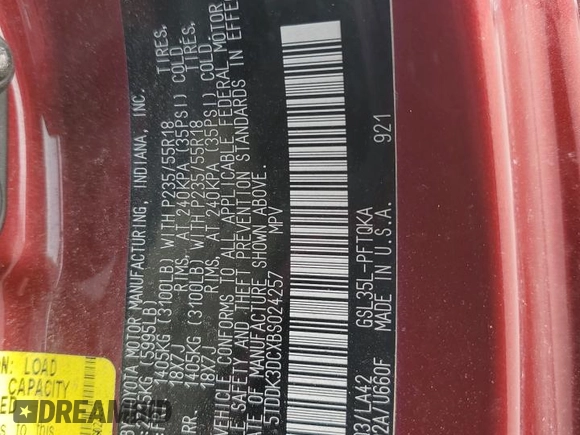 BY TOYOTA MOTOR MANUFACTURING, INDIANA, INC.
KG (5995LB)
1405KG (3100LB) WITH P235/55R18 TIRES,
18X7J RIMS, AT 240KPA (35PSI) COLD
RR. 1405KG (3100LB) WITH P235/55R18 TIRES,
18X7J RIMS, AT 240KPA (35PSI) COLD
VEHICLE CONFORMS TO ALL APPLICABLE FEDERAL MOTOR
SAFETY AND THEFT PREVENTION STANDARDS IN EFFECT
DATE OF MANUFACTURE SHOWN ABOVE.
5TDDK3DCXBS024257 MPV
GSL35L-PFTQKA 921
MADE IN U.S.A.
03/LA42
2A/U660F
LOAD
CAPACITY
DREAMBID